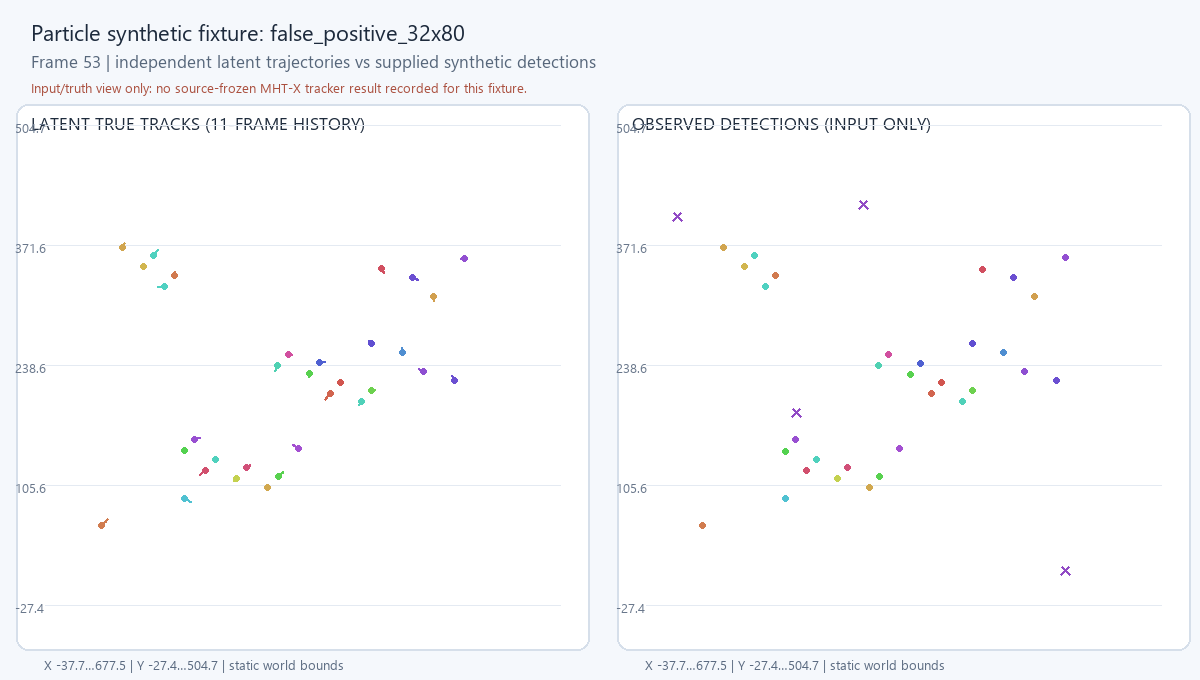 Particle synthetic fixture: false_positive_32x80
Frame 53 | independent latent trajectories vs supplied synthetic detections
Input/truth view only: no source-frozen MHT-X tracker result recorded for this fixture.
LATENT TRUE TRACKS (11-FRAME HISTORY)
504.7
371.6
238.6
105.6
-27.4
X -37.7...677.5 | Y -27.4...504.7 | static world bounds
OBSERVED DETECTIONS (INPUT ONLY)
504.7
371.6
238.6
105.6
-27.4
X -37.7...677.5 | Y -27.4...504.7 | static world bounds